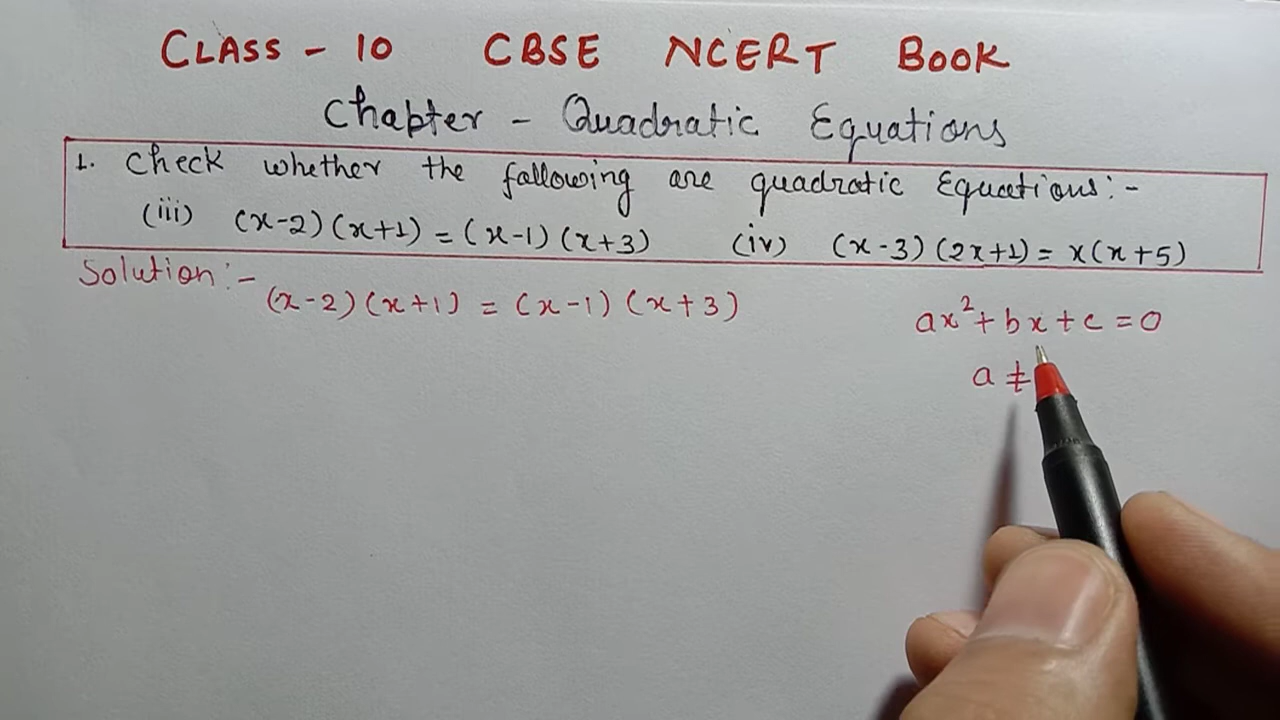 CLASS - 10 CBSE NCERT BOOK
Chapter - Quadratic Equations
1. Check whether the following are quadratic Equations:-
(iii) (x-2)(x+1) = (x-1)(x+3) (iv) (x-3)(2x+1) = x(x+5)
Solution:-
(x-2)(x+1) = (x-1)(x+3)
ax²+bx+c=0
a ≠